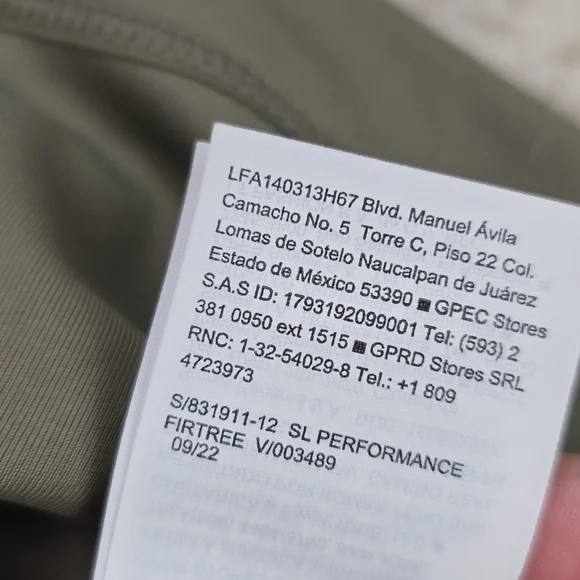 LFA140313H67 Blvd. Manuel Ávila
Camacho No. 5 Torre C, Piso 22 Col.
Lomas de Sotelo Naucalpan de Juárez
Estado de México 53390 ■ GPEC Stores
S.A.S ID: 1793192099001 Tel: (593) 2
381 0950 ext 1515 ■ GPRD Stores SRL
RNC: 1-32-54029-8 Tel.: +1 809
4723973
S/831911-12 SL PERFORMANCE
FIRTREE V/003489
09/22